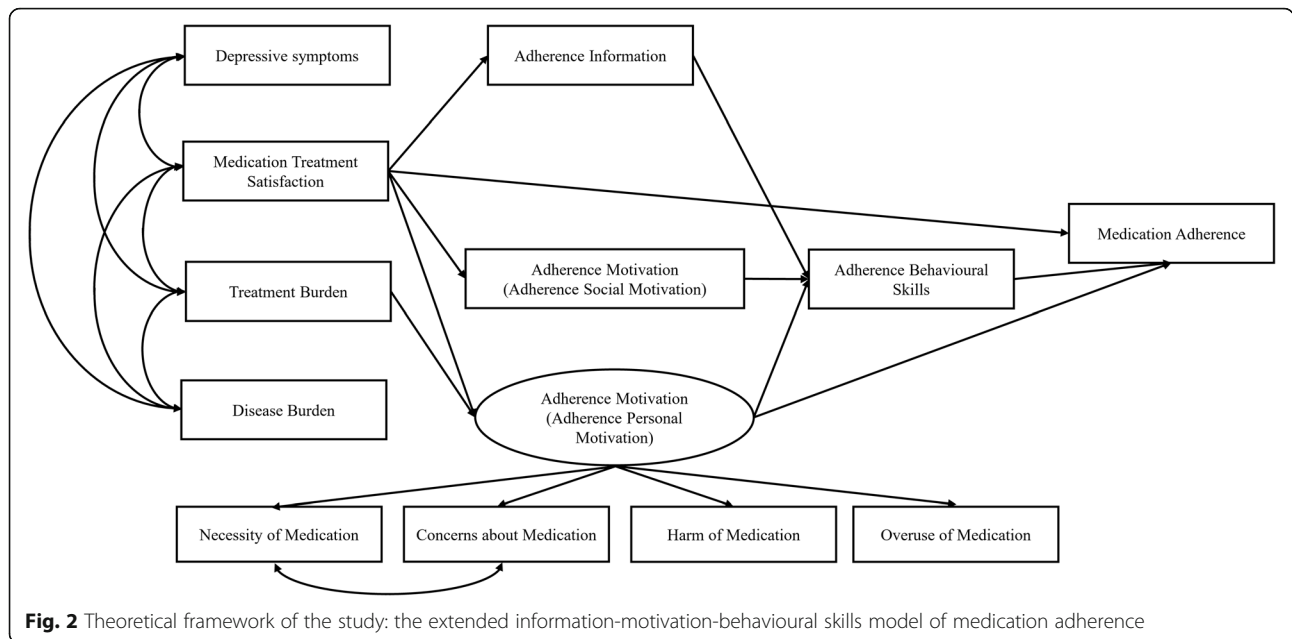 Depressive symptoms
Adherence Information
Medication Treatment
Satisfaction
Medication Adherence
Adherence Motivation
(Adherence Social Motivation)
Adherence Behavioural
Skills
Treatment Burden
Disease Burden
Adherence Motivation
(Adherence Personal
Motivation)
Necessity of Medication
Concerns about Medication
Harm of Medication
Overuse of Medication
Fig. 2 Theoretical framework of the study: the extended information-motivation-behavioural skills model of medication adherence